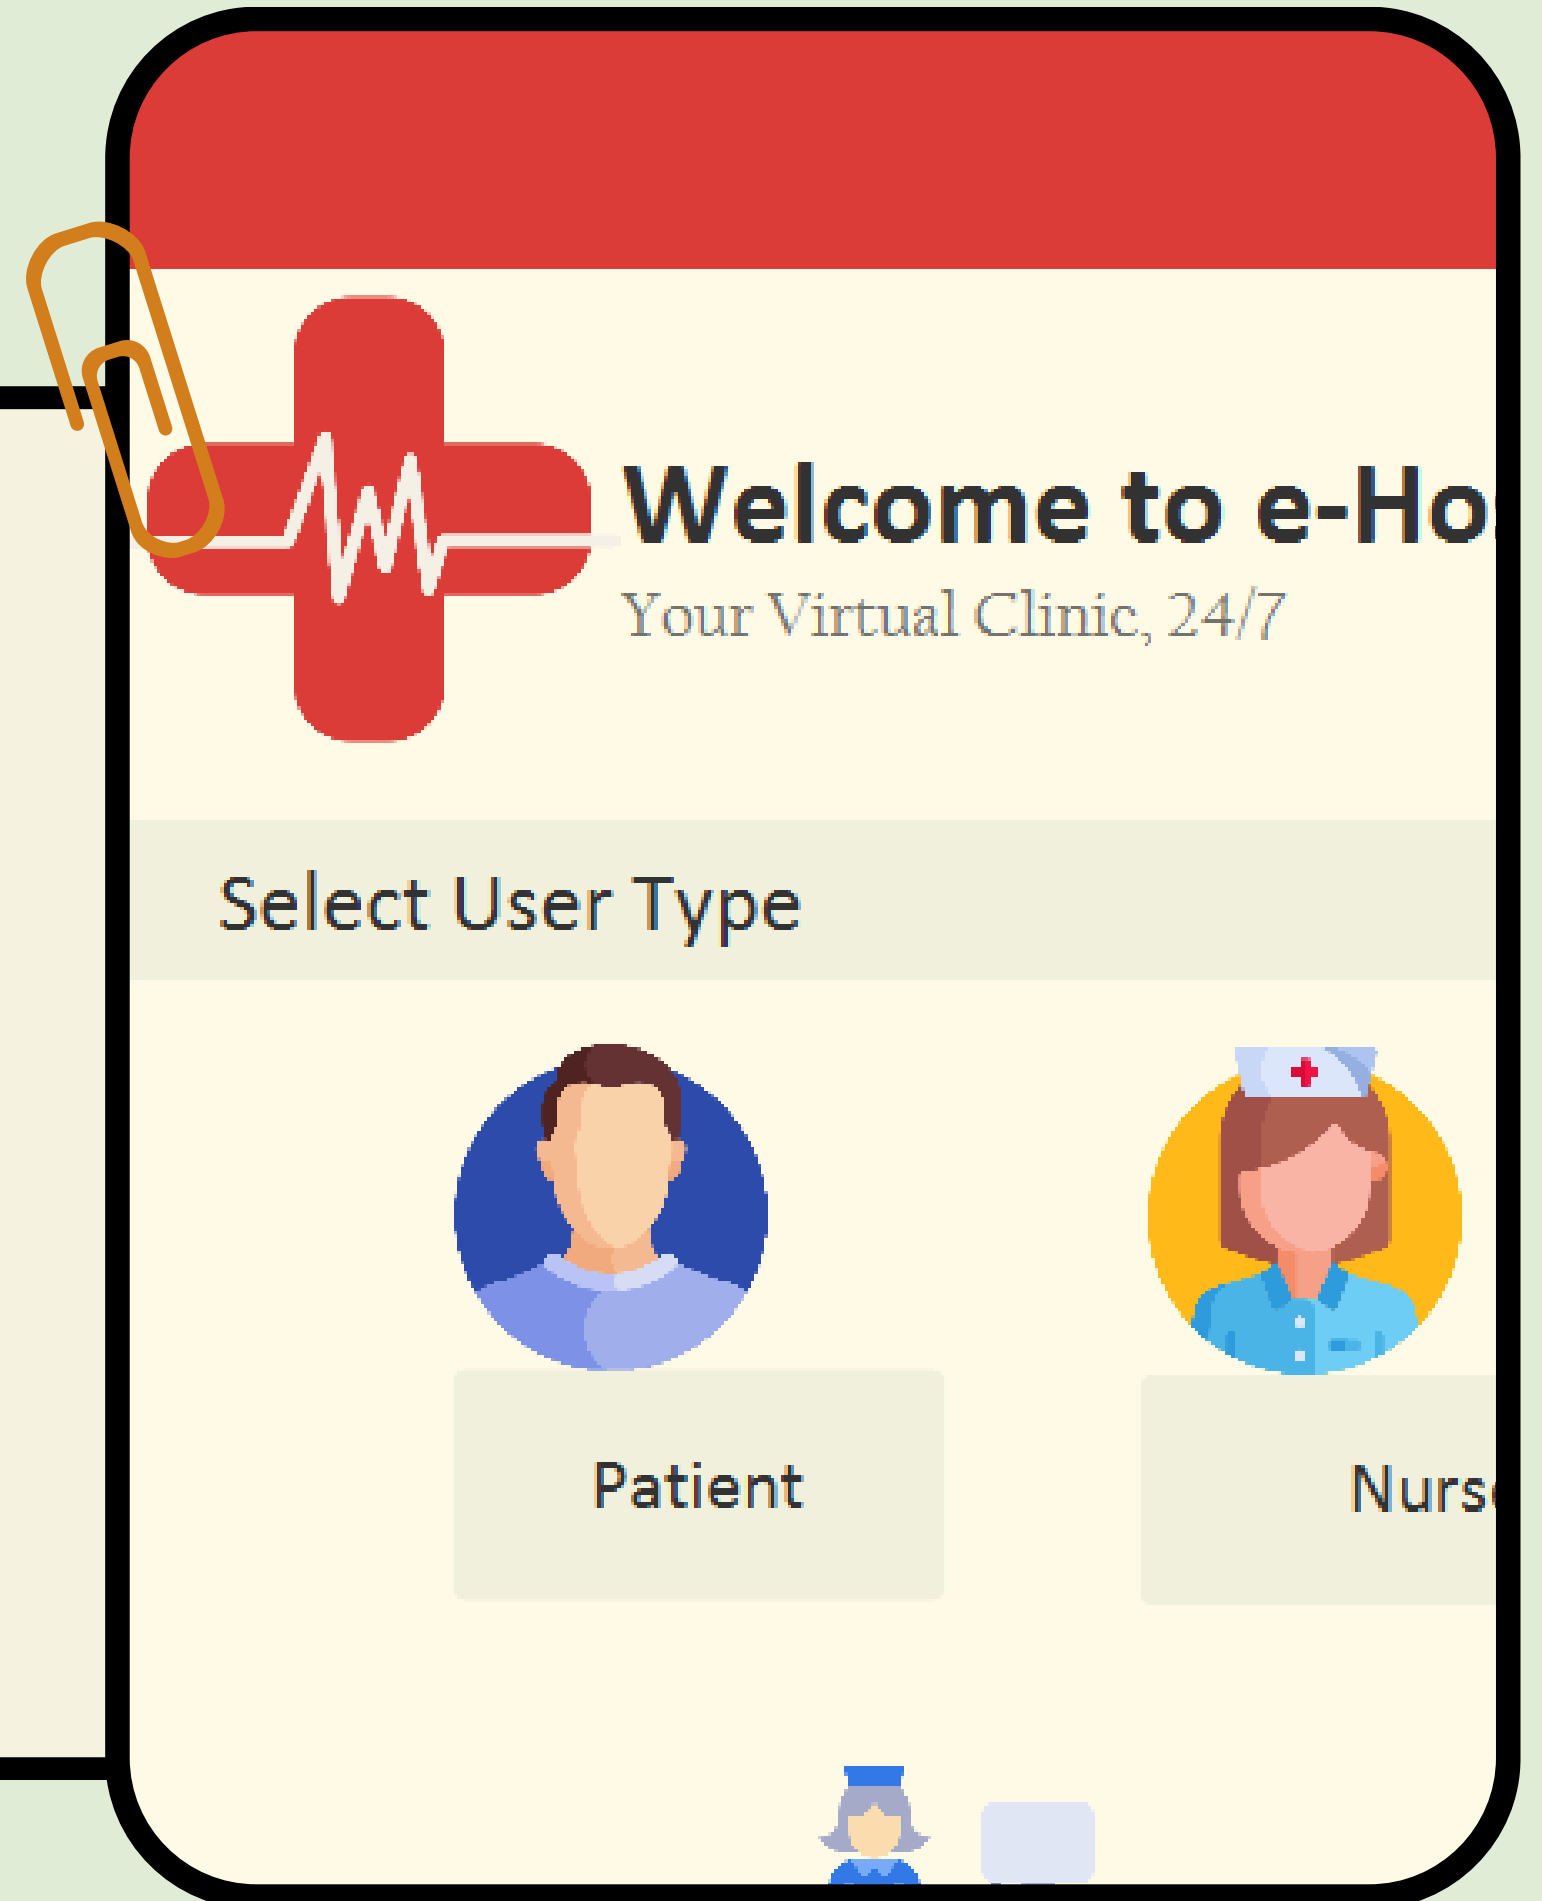 Welcome to e-Ho
Your Virtual Clinic, 24/7
Select User Type
Patient
Nurs